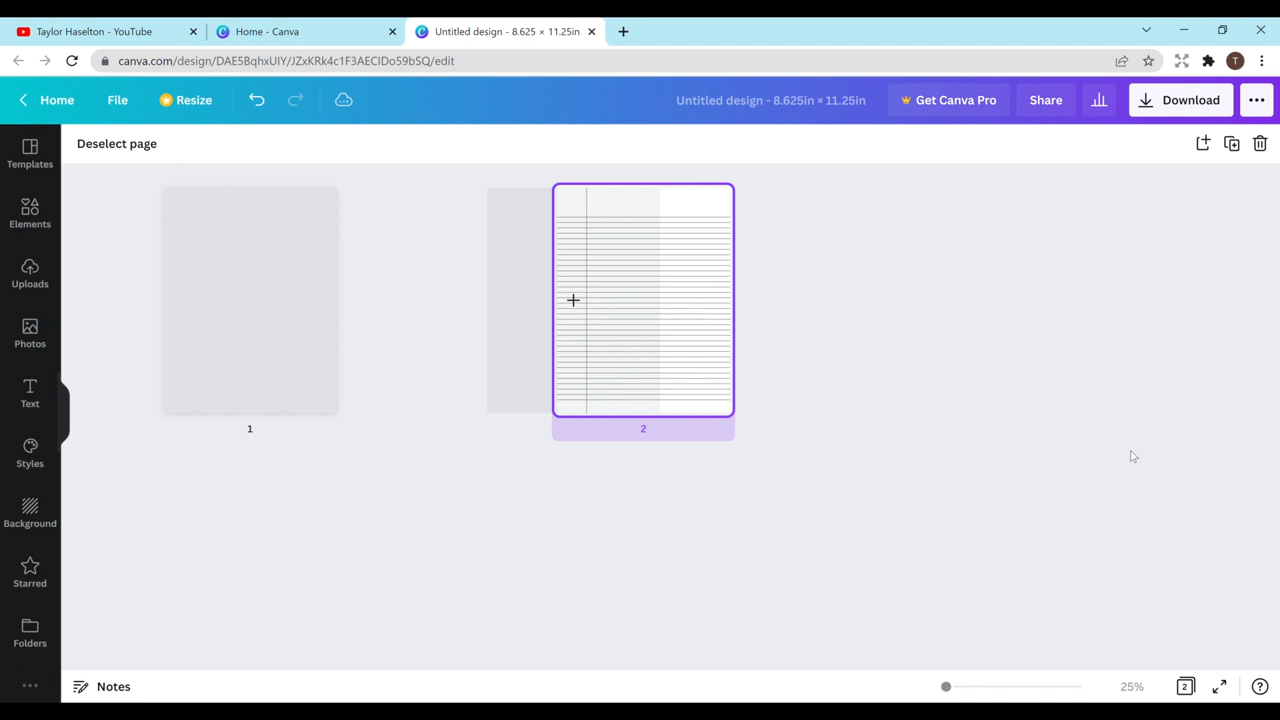 Taylor Haselton - YouTube
Home - Canva
Untitled design - 8.625 × 11.25in
canva.com/design/DAE5BqhxUIY/JZxKRk4c1F3AECIDo59bSQ/edit
T
Home
File
Resize
Untitled design - 8.625in × 11.25in
Get Canva Pro
Share
Download
Deselect page
Templates
Elements
Uploads
Photos
Text
Styles
Background
Starred
Folders
1
2
Notes
25%
2